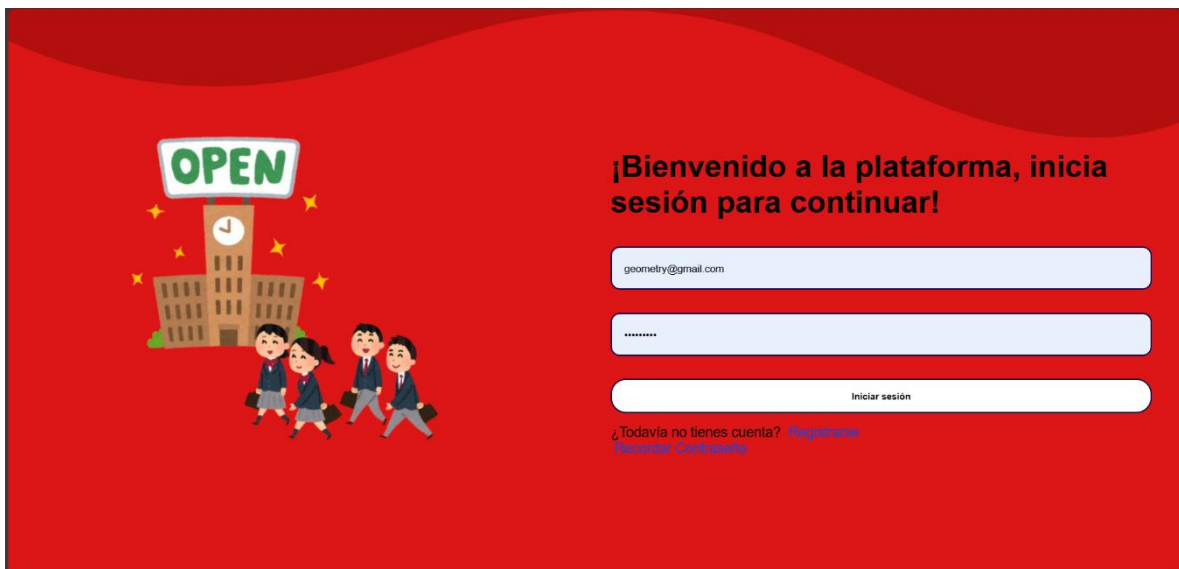 OPEN
¡Bienvenido a la plataforma, inicia
sesión para continuar!
geometry@gmail.com
•••••••••
Iniciar sesión
¿Todavía no tienes cuenta? Registrarse
Recordar Contraseña